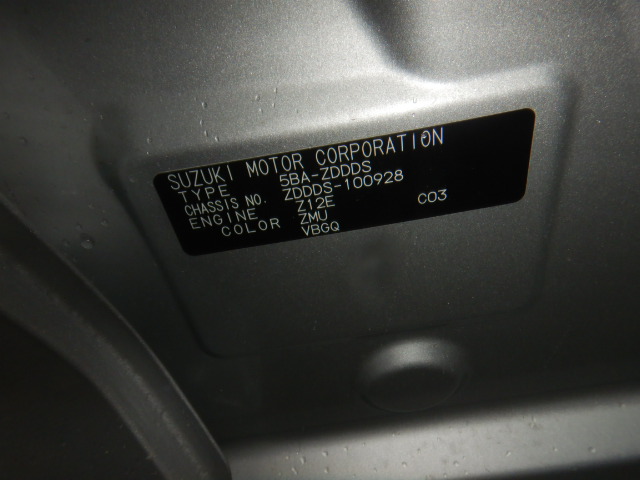 SUZUKI MOTOR CORPORATION
TYPE 5BA-ZDDDS
CHASSIS NO. ZDDDS-100928
ENGINE Z12E C03
COLOR ZMU
VBGQ